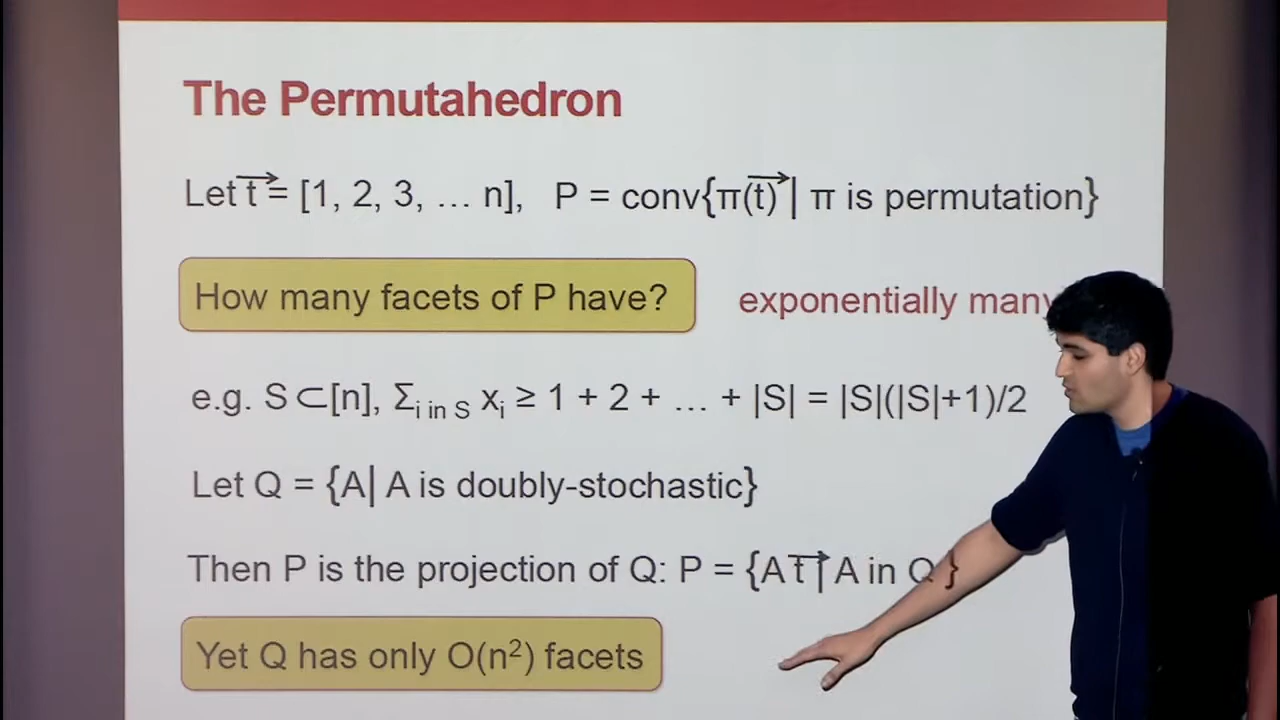 The Permutahedron
Let t⃗ = [1, 2, 3, … n], P = conv{π(t⃗) | π is permutation}
How many facets of P have? exponentially many
e.g. S ⊂ [n], Σᵢ ᵢₙ S xᵢ ≥ 1 + 2 + … + |S| = |S|(|S|+1)/2
Let Q = {A| A is doubly-stochastic}
Then P is the projection of Q: P = {A t⃗ | A in Q }
Yet Q has only O(n²) facets